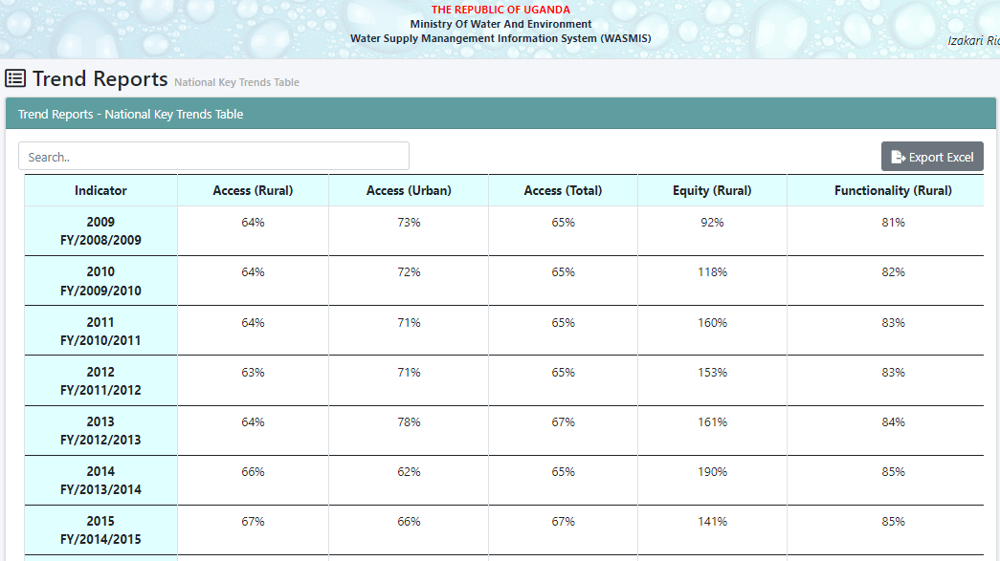 THE REPUBLIC OF UGANDA
Ministry Of Water And Environment
Water Supply Manangement Information System (WASMIS)
Izakari
Trend Reports National Key Trends Table
Trend Reports - National Key Trends Table
Search..
Export Excel
Indicator Access (Rural) Access (Urban) Access (Total) Equity (Rural) Functionality (Rural)
2009 64% 73% 65% 92% 81%
FY/2008/2009
2010 64% 72% 65% 118% 82%
FY/2009/2010
2011 64% 71% 65% 160% 83%
FY/2010/2011
2012 63% 71% 65% 153% 83%
FY/2011/2012
2013 64% 78% 67% 161% 84%
FY/2012/2013
2014 66% 62% 65% 190% 85%
FY/2013/2014
2015 67% 66% 67% 141% 85%
FY/2014/2015